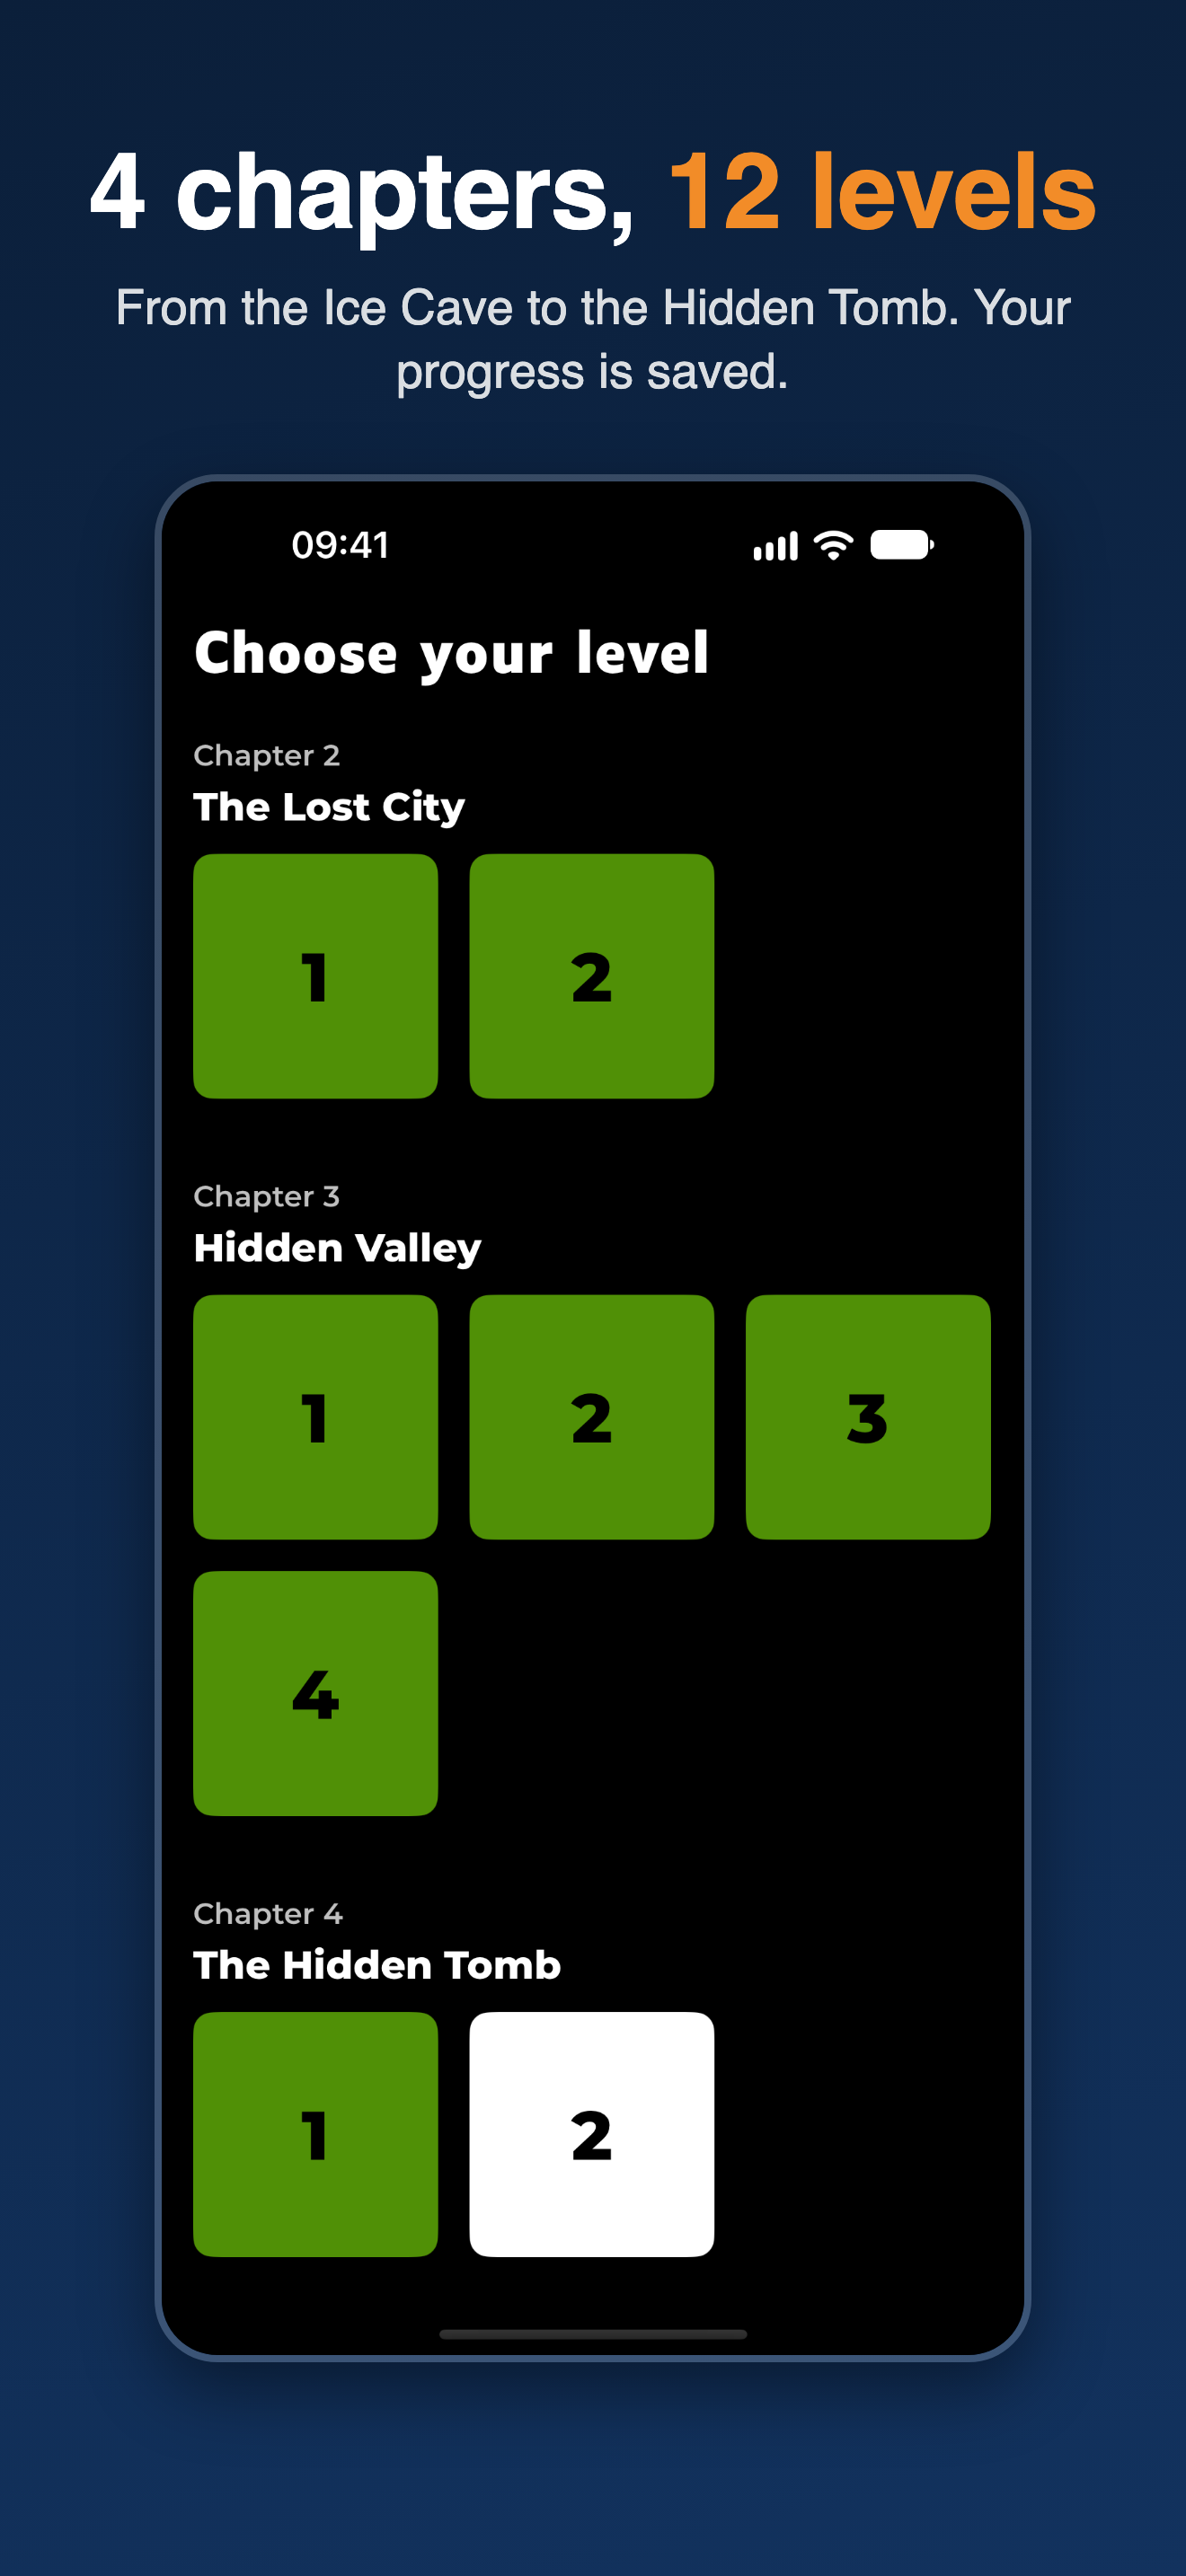 4 chapters, 12 levels
From the Ice Cave to the Hidden Tomb. Your
progress is saved.
09:41
Choose your level
Chapter 2
The Lost City
1 2
Chapter 3
Hidden Valley
1 2 3
4
Chapter 4
The Hidden Tomb
1 2